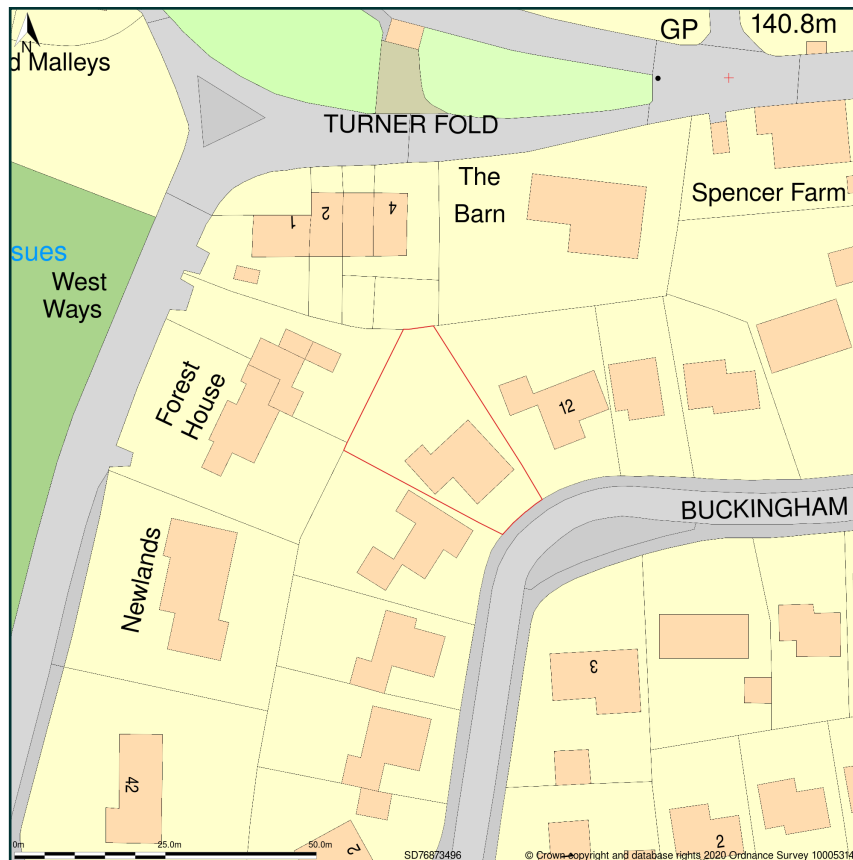 GP
140.8m
N
d Malleys
TURNER FOLD
The
Barn
Spencer Farm
1
2
4
sues
West
Ways
Forest
House
12
BUCKINGHAM
Newlands
3
42
2
2
0m
25.0m
50.0m
SD76873496
© Crown copyright and database rights 2020 Ordnance Survey 10005314